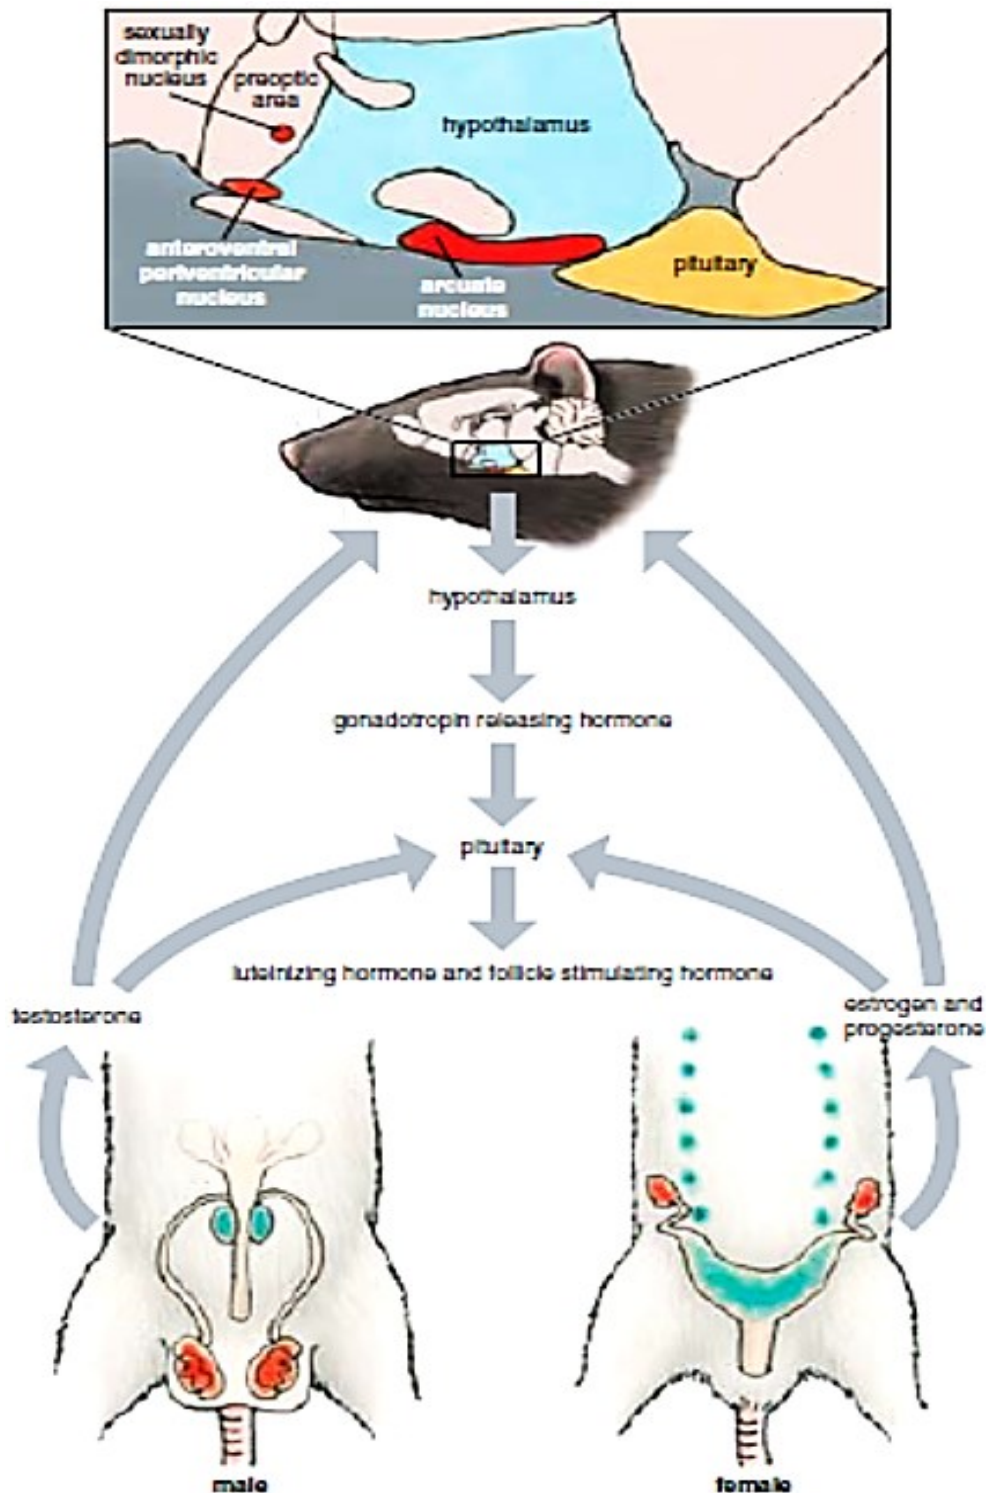 sexually
dimorphic
nucleus
preoptic
area
hypothalamus
anteroventral
periventricular
nucleus
arcuate
nucleus
pituitary
hypothalamus
gonadotropin releasing hormone
pituitary
luteinizing hormone and follicle stimulating hormone
testosterone
estrogen and
progesterone
male
female